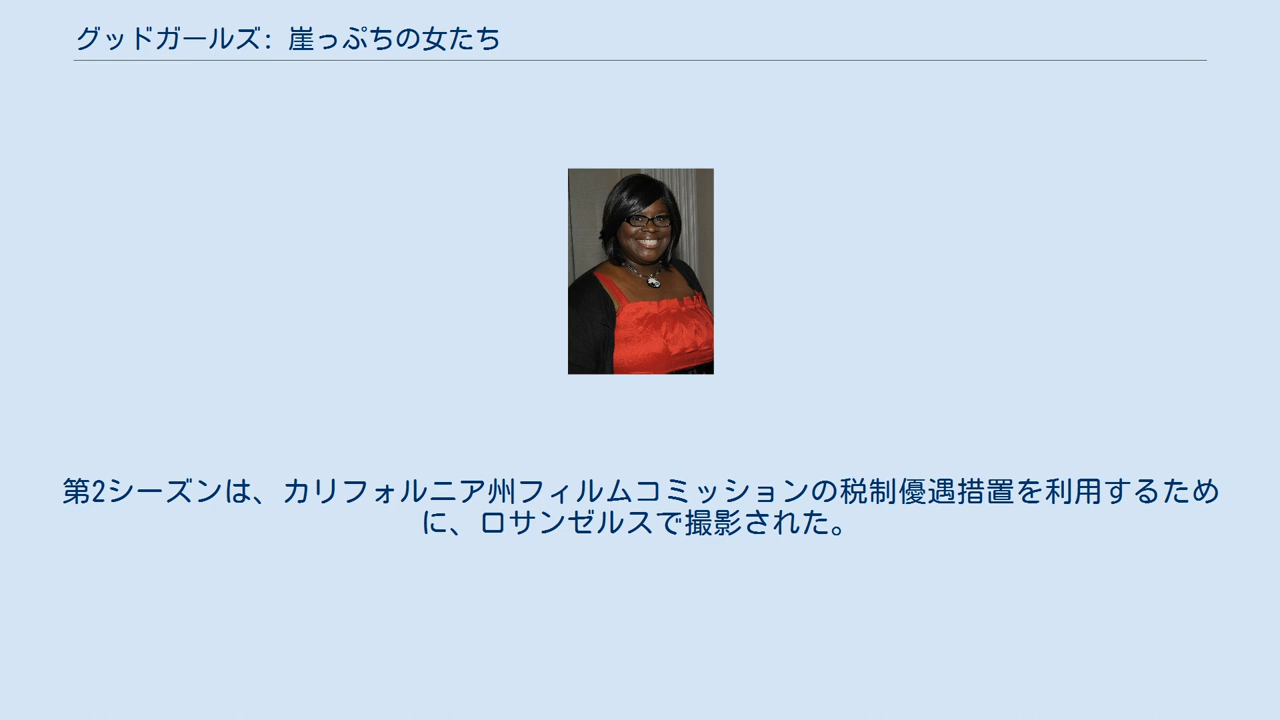 グッドガールズ: 崖っぷちの女たち
第2シーズンは、カリフォルニア州フィルムコミッションの税制優遇措置を利用するため
に、ロサンゼルスで撮影された。